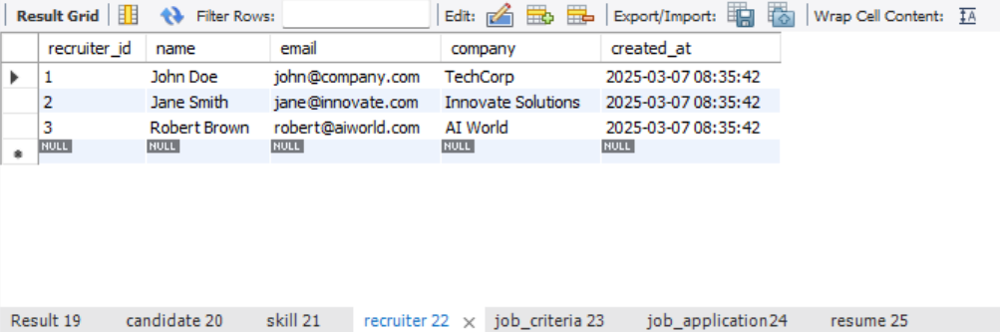 Result Grid Filter Rows: Edit: Export/Import: Wrap Cell Content: IA
recruiter_id name email company created_at
1 John Doe john@company.com TechCorp 2025-03-07 08:35:42
2 Jane Smith jane@innovate.com Innovate Solutions 2025-03-07 08:35:42
3 Robert Brown robert@aiworld.com AI World 2025-03-07 08:35:42
NULL NULL NULL NULL NULL
Result 19 candidate 20 skill 21 recruiter 22 job_criteria 23 job_application24 resume 25